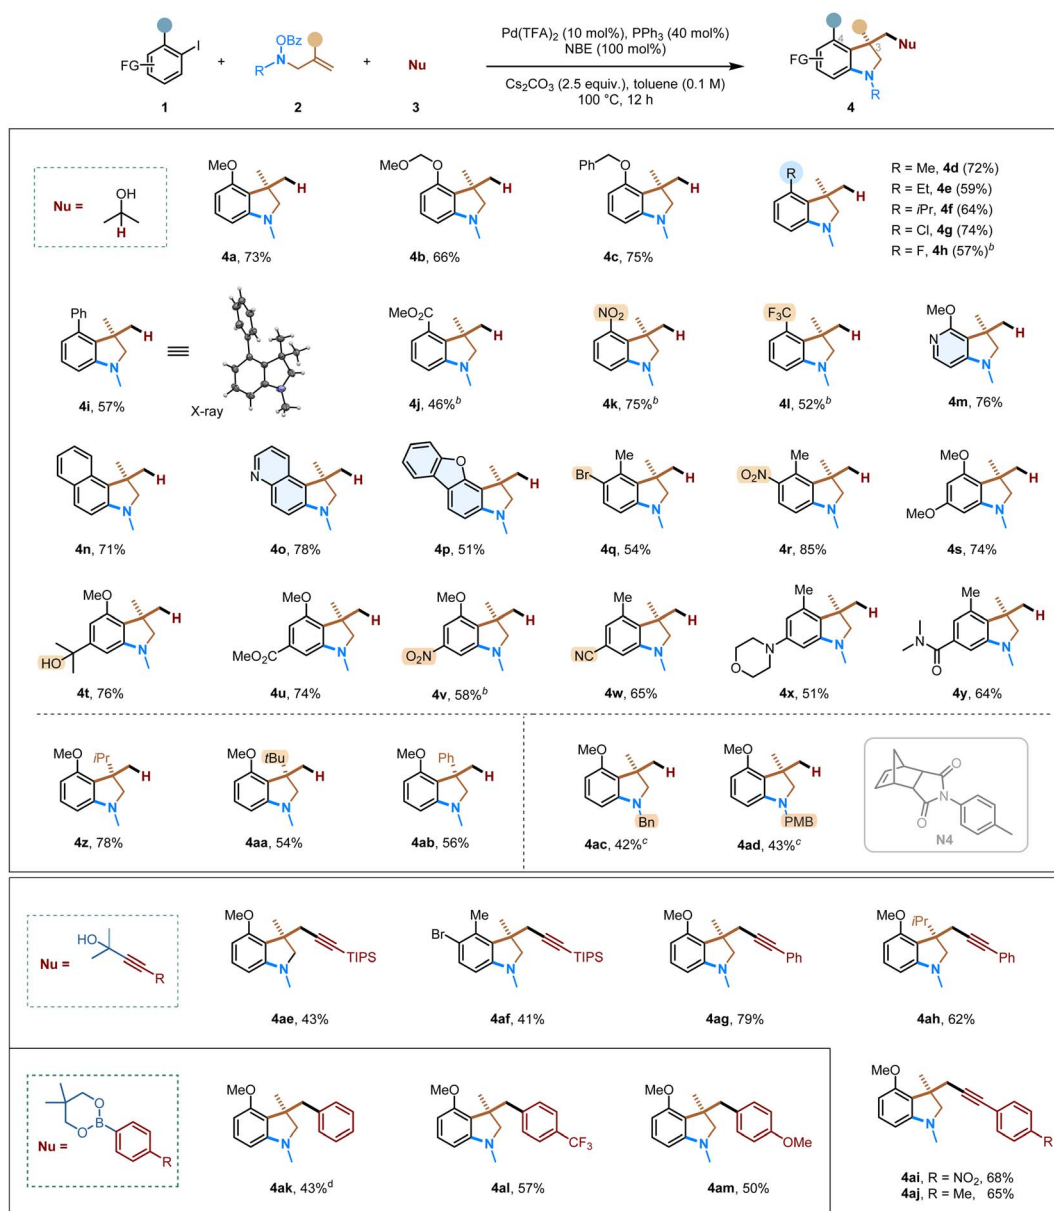 FG
I
1
+
OBz
N
R
2
+
Nu
3
Pd(TFA)2 (10 mol%), PPh3 (40 mol%)
NBE (100 mol%)
Cs2CO3 (2.5 equiv.), toluene (0.1 M)
100 °C, 12 h
4
3
Nu
FG
N
R
4
Nu =
OH
H
MeO
H
N
4a, 73%
MeO
O
H
N
4b, 66%
Ph
O
H
N
4c, 75%
R
H
N
R = Me, 4d (72%)
R = Et, 4e (59%)
R = iPr, 4f (64%)
R = Cl, 4g (74%)
R = F, 4h (57%)b
Ph
H
N
4i, 57%
X-ray
MeO2C
H
N
4j, 46%b
NO2
H
N
4k, 75%b
F3C
H
N
4l, 52%b
MeO
N
H
N
4m, 76%
H
N
4n, 71%
N
H
N
4o, 78%
O
H
N
4p, 51%
Me
Br
H
N
4q, 54%
Me
O2N
H
N
4r, 85%
MeO
MeO
H
N
4s, 74%
MeO
HO
H
N
4t, 76%
MeO
MeO2C
H
N
4u, 74%
MeO
O2N
H
N
4v, 58%b
Me
NC
H
N
4w, 65%
Me
N
O
H
N
4x, 51%
Me
N
O
H
N
4y, 64%
MeO
iPr
H
N
4z, 78%
MeO
tBu
H
N
4aa, 54%
MeO
Ph
H
N
4ab, 56%
MeO
H
N
Bn
4ac, 42%c
MeO
H
N
PMB
4ad, 43%c
O
N
O
N4
Nu =
HO
R
MeO
TIPS
N
4ae, 43%
Me
Br
TIPS
N
4af, 41%
MeO
Ph
N
4ag, 79%
MeO
iPr
Ph
N
4ah, 62%
Nu =
O
B
O
R
MeO
N
4ak, 43%d
MeO
CF3
N
4al, 57%
MeO
OMe
N
4am, 50%
MeO
N
R
4ai, R = NO2, 68%
4aj, R = Me, 65%